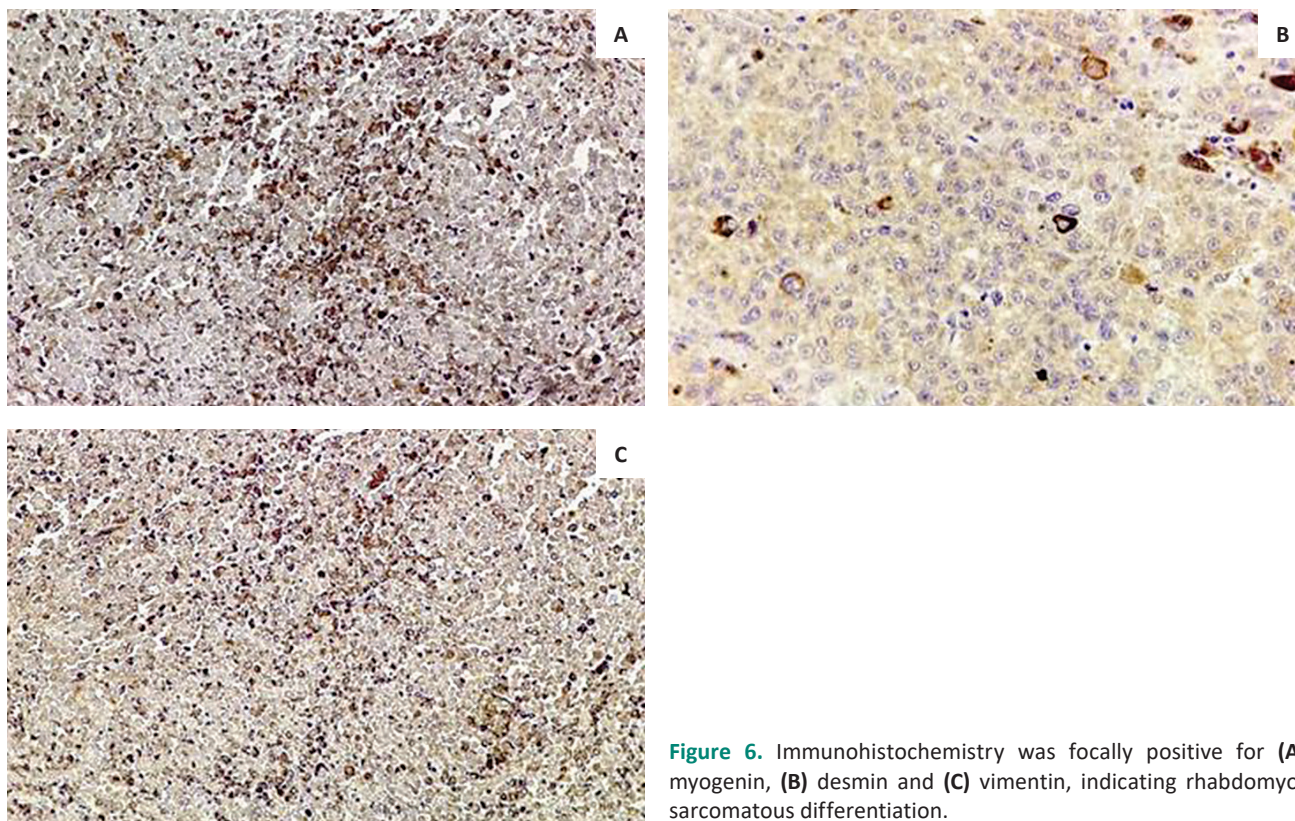 A
B
C
Figure 6. Immunohistochemistry was focally positive for (A
myogenin, (B) desmin and (C) vimentin, indicating rhabdomyo
sarcomatous differentiation.